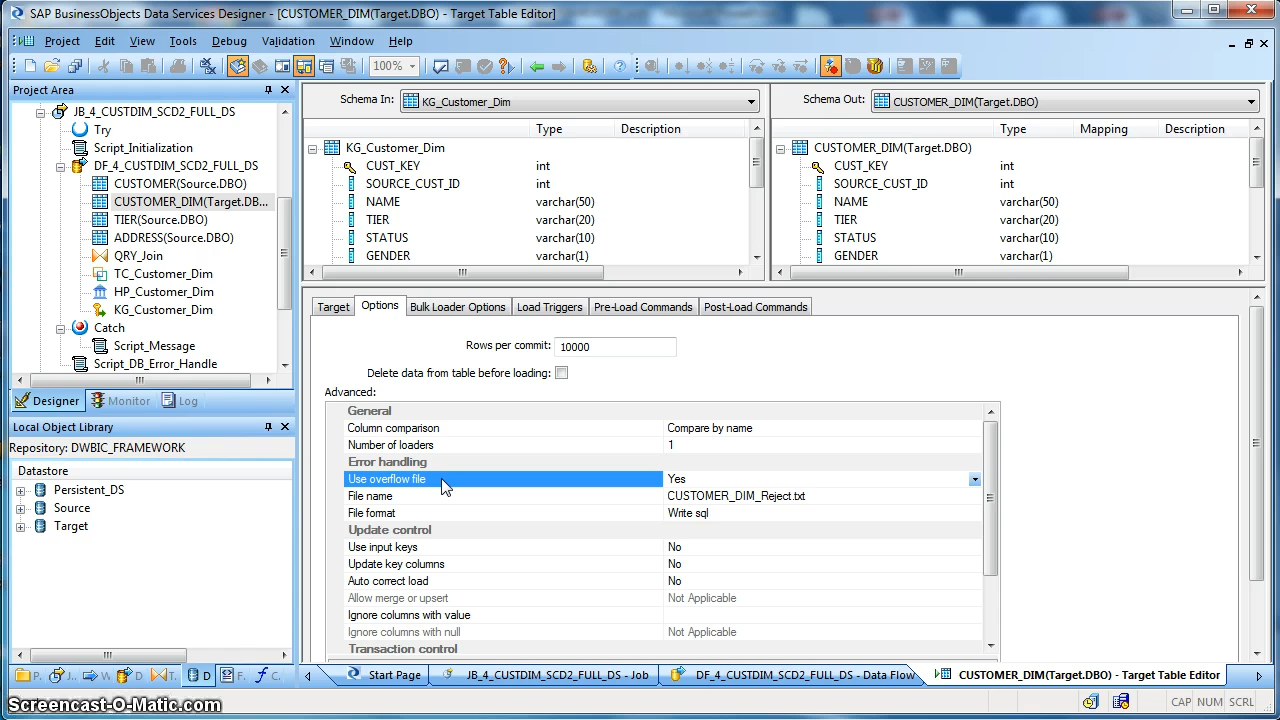 SAP BusinessObjects Data Services Designer - [CUSTOMER_DIM(Target.DBO) - Target Table Editor]
Project Edit View Tools Debug Validation Window Help
100%
Project Area
JB_4_CUSTDIM_SCD2_FULL_DS
Try
Script_Initialization
DF_4_CUSTDIM_SCD2_FULL_DS
CUSTOMER(Source.DBO)
CUSTOMER_DIM(Target.DB...
TIER(Source.DBO)
ADDRESS(Source.DBO)
QRY_Join
TC_Customer_Dim
HP_Customer_Dim
KG_Customer_Dim
Catch
Script_Message
Script_DB_Error_Handle
Designer Monitor Log
Local Object Library
Repository: DWBIC_FRAMEWORK
Datastore
Persistent_DS
Source
Target
P.. J.. W D T. D F. C.
Schema In: KG_Customer_Dim
Type Description
KG_Customer_Dim
CUST_KEY int
SOURCE_CUST_ID int
NAME varchar(50)
TIER varchar(20)
STATUS varchar(10)
GENDER varchar(1)
Schema Out: CUSTOMER_DIM(Target.DBO)
Type Mapping Description
CUSTOMER_DIM(Target.DBO)
CUST_KEY int
SOURCE_CUST_ID int
NAME varchar(50)
TIER varchar(20)
STATUS varchar(10)
GENDER varchar(1)
Target Options Bulk Loader Options Load Triggers Pre-Load Commands Post-Load Commands
Rows per commit: 10000
Delete data from table before loading:
Advanced:
General
Column comparison Compare by name
Number of loaders 1
Error handling
Use overflow file Yes
File name CUSTOMER_DIM_Reject.txt
File format Write sql
Update control
Use input keys No
Update key columns No
Auto correct load No
Allow merge or upsert Not Applicable
Ignore columns with value
Ignore columns with null Not Applicable
Transaction control
Start Page JB_4_CUSTDIM_SCD2_FULL_DS - Job DF_4_CUSTDIM_SCD2_FULL_DS - Data Flow CUSTOMER_DIM(Target.DBO) - Target Table Editor
CAP NUM SCRL
Screencast-O-Matic.com